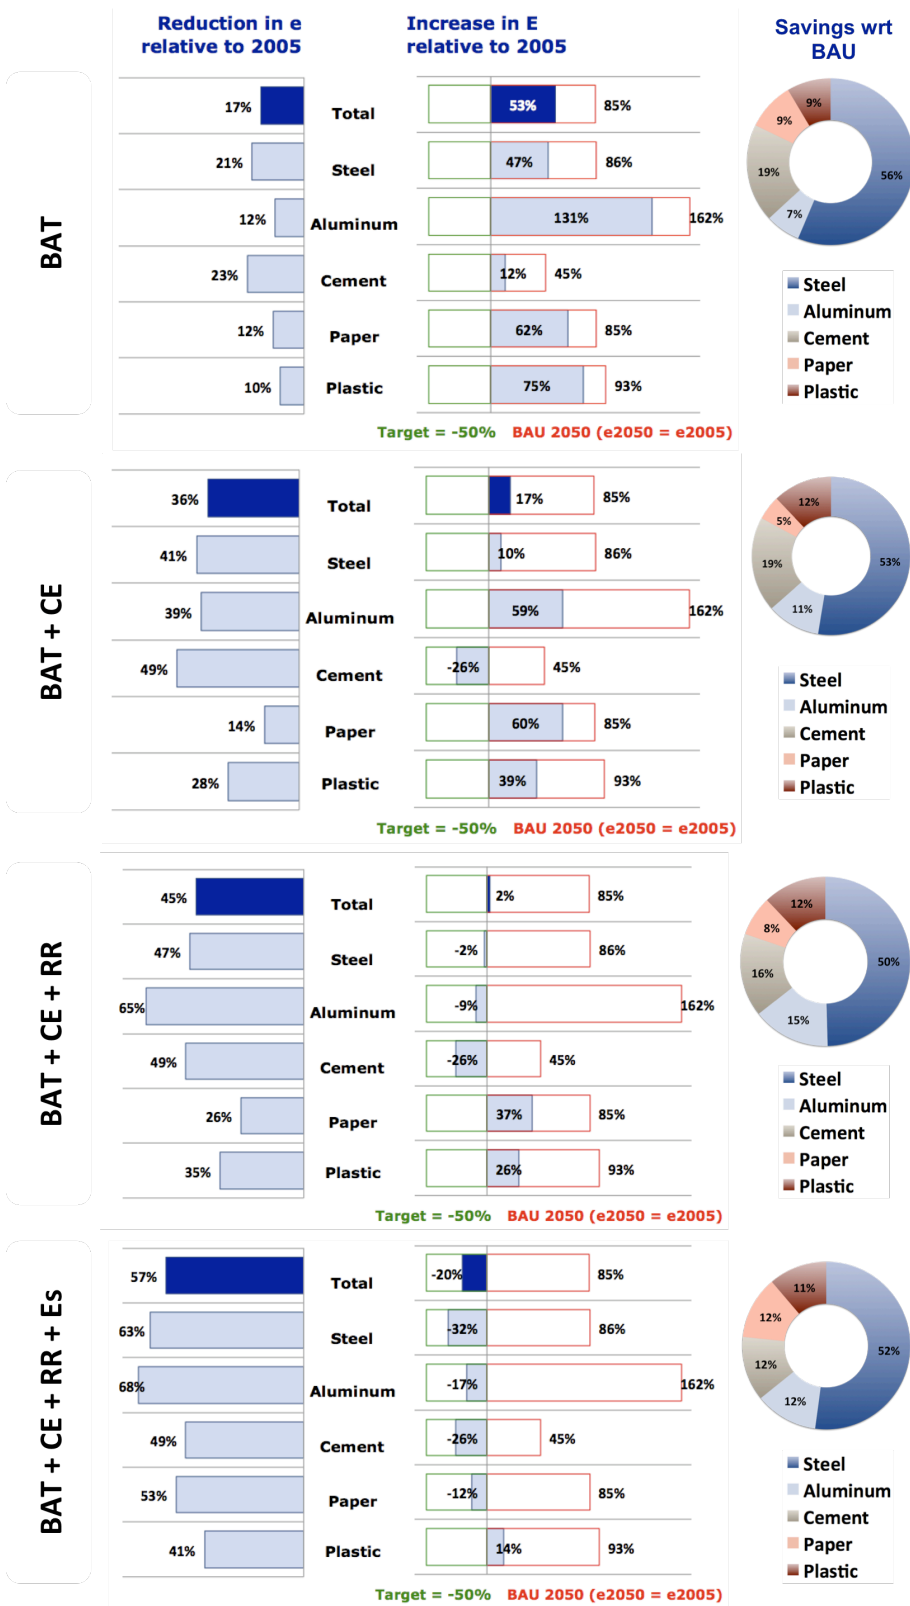 Reduction in e
relative to 2005
Increase in E
relative to 2005
Savings wrt
BAU
BAT
17% Total 53% 85%
21% Steel 47% 86%
12% Aluminum 131% 162%
23% Cement 12% 45%
12% Paper 62% 85%
10% Plastic 75% 93%
Target = -50% BAU 2050 (e2050 = e2005)
9%
9%
19%
56%
7%
Steel
Aluminum
Cement
Paper
Plastic
BAT + CE
36% Total 17% 85%
41% Steel 10% 86%
39% Aluminum 59% 162%
49% Cement -26% 45%
14% Paper 60% 85%
28% Plastic 39% 93%
Target = -50% BAU 2050 (e2050 = e2005)
12%
5%
19%
53%
11%
Steel
Aluminum
Cement
Paper
Plastic
BAT + CE + RR
45% Total 2% 85%
47% Steel -2% 86%
65% Aluminum -9% 162%
49% Cement -26% 45%
26% Paper 37% 85%
35% Plastic 26% 93%
Target = -50% BAU 2050 (e2050 = e2005)
12%
8%
16%
50%
15%
Steel
Aluminum
Cement
Paper
Plastic
BAT + CE + RR + Es
57% Total -20% 85%
63% Steel -32% 86%
68% Aluminum -17% 162%
49% Cement -26% 45%
53% Paper -12% 85%
41% Plastic 14% 93%
Target = -50% BAU 2050 (e2050 = e2005)
11%
12%
12%
52%
12%
Steel
Aluminum
Cement
Paper
Plastic